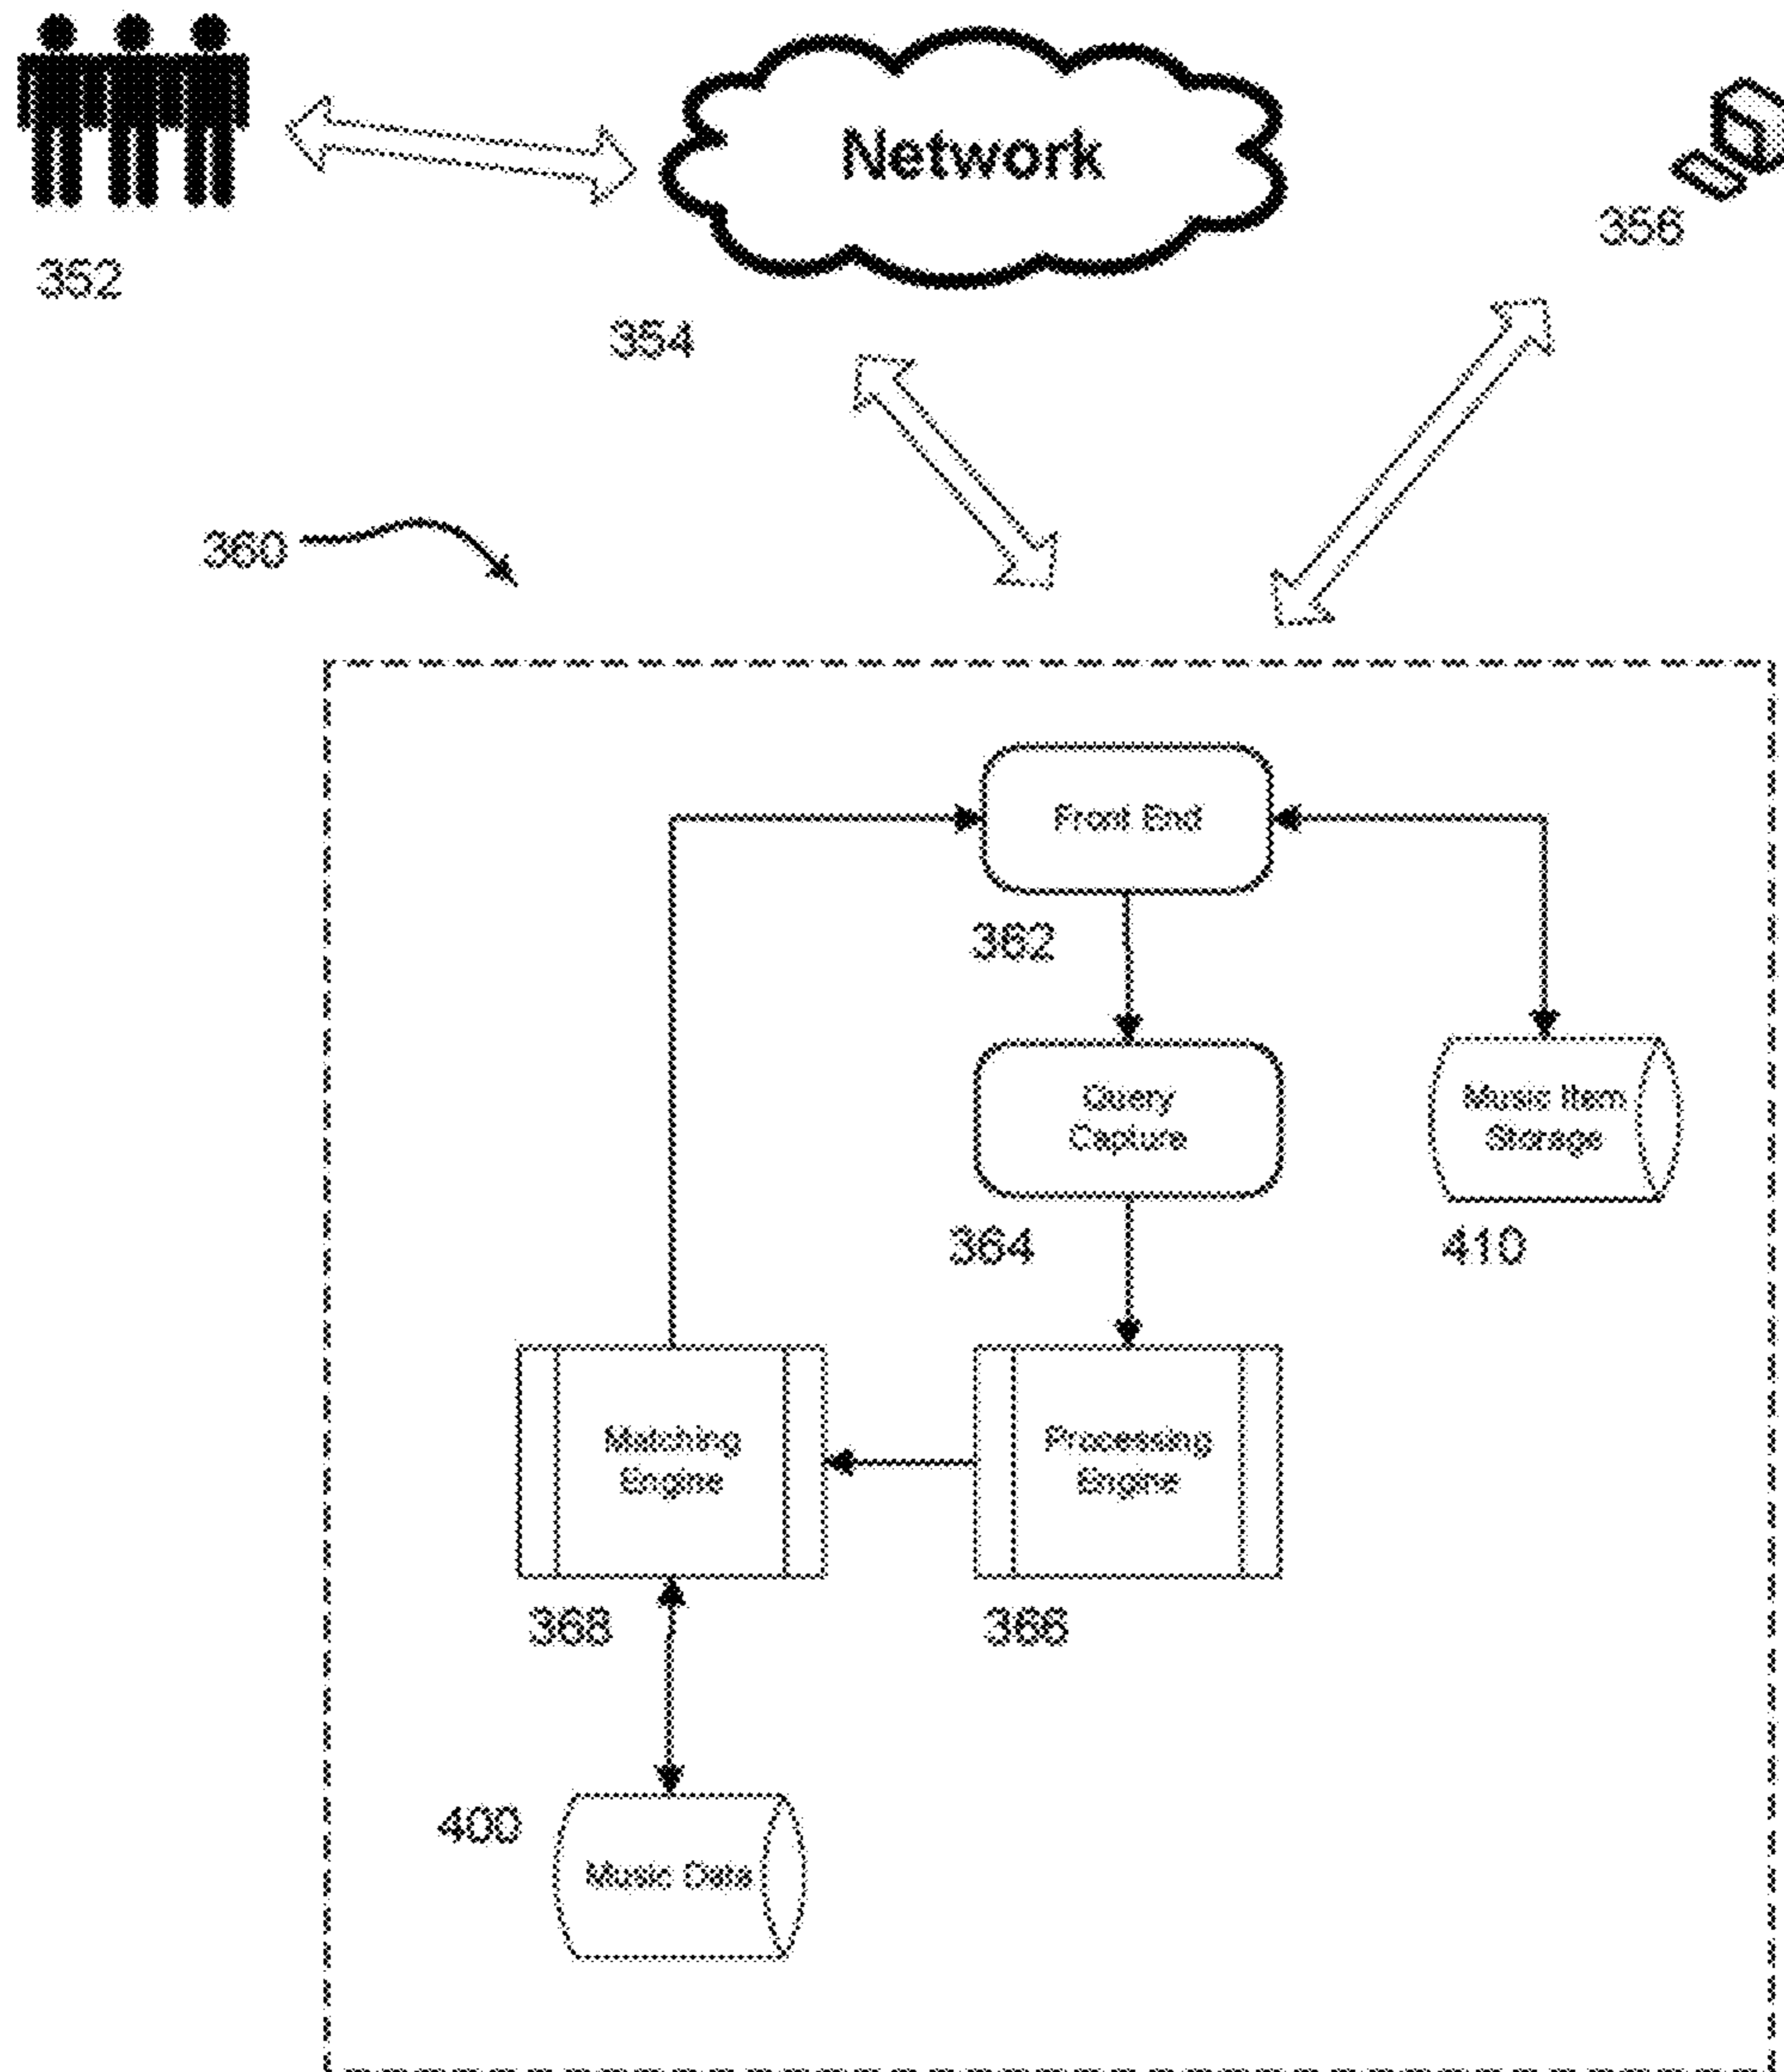 Network
352
356
354
360
Front End
362
Query
Capture
Music Item
Storage
364
410
Matching
Engine
Processing
Engine
368
366
400
Music Data